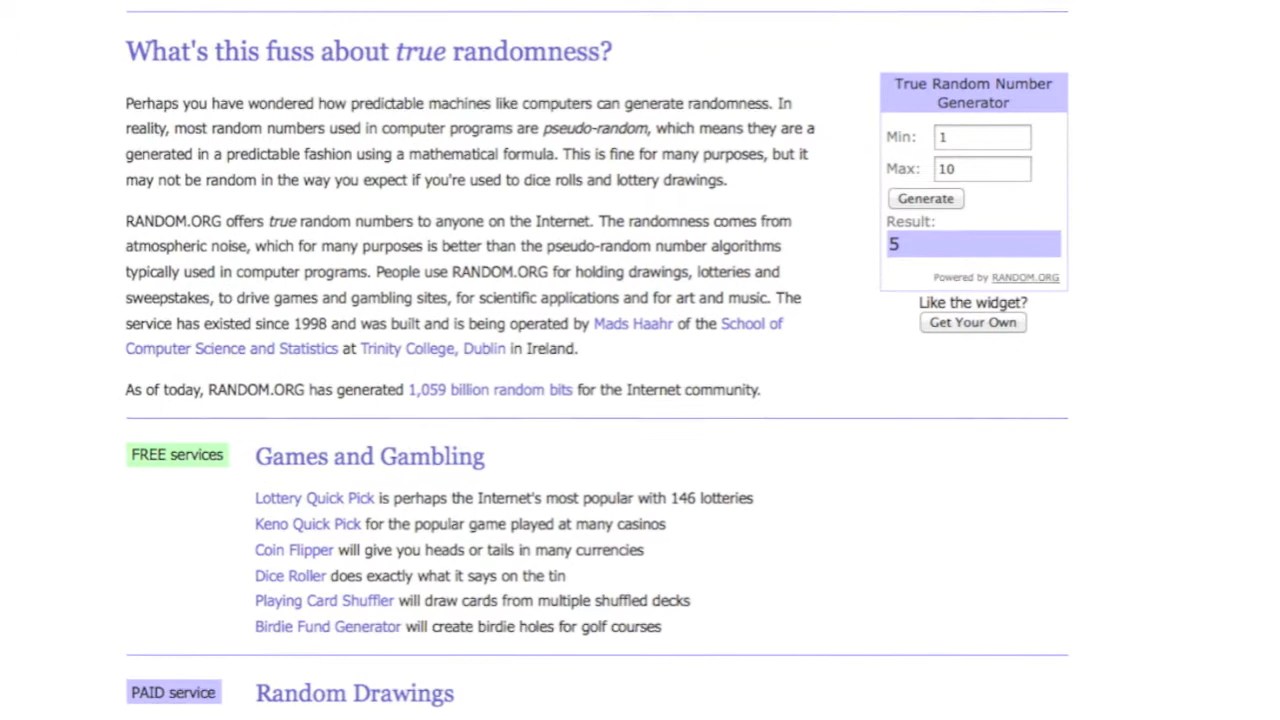 What's this fuss about true randomness?
Perhaps you have wondered how predictable machines like computers can generate randomness. In
reality, most random numbers used in computer programs are pseudo-random, which means they are a
generated in a predictable fashion using a mathematical formula. This is fine for many purposes, but it
may not be random in the way you expect if you're used to dice rolls and lottery drawings.
RANDOM.ORG offers true random numbers to anyone on the Internet. The randomness comes from
atmospheric noise, which for many purposes is better than the pseudo-random number algorithms
typically used in computer programs. People use RANDOM.ORG for holding drawings, lotteries and
sweepstakes, to drive games and gambling sites, for scientific applications and for art and music. The
service has existed since 1998 and was built and is being operated by Mads Haahr of the School of
Computer Science and Statistics at Trinity College, Dublin in Ireland.
As of today, RANDOM.ORG has generated 1,059 billion random bits for the Internet community.
True Random Number
Generator
Min: 1
Max: 10
Generate
Result:
5
Powered by RANDOM.ORG
Like the widget?
Get Your Own
FREE services
Games and Gambling
Lottery Quick Pick is perhaps the Internet's most popular with 146 lotteries
Keno Quick Pick for the popular game played at many casinos
Coin Flipper will give you heads or tails in many currencies
Dice Roller does exactly what it says on the tin
Playing Card Shuffler will draw cards from multiple shuffled decks
Birdie Fund Generator will create birdie holes for golf courses
PAID service
Random Drawings